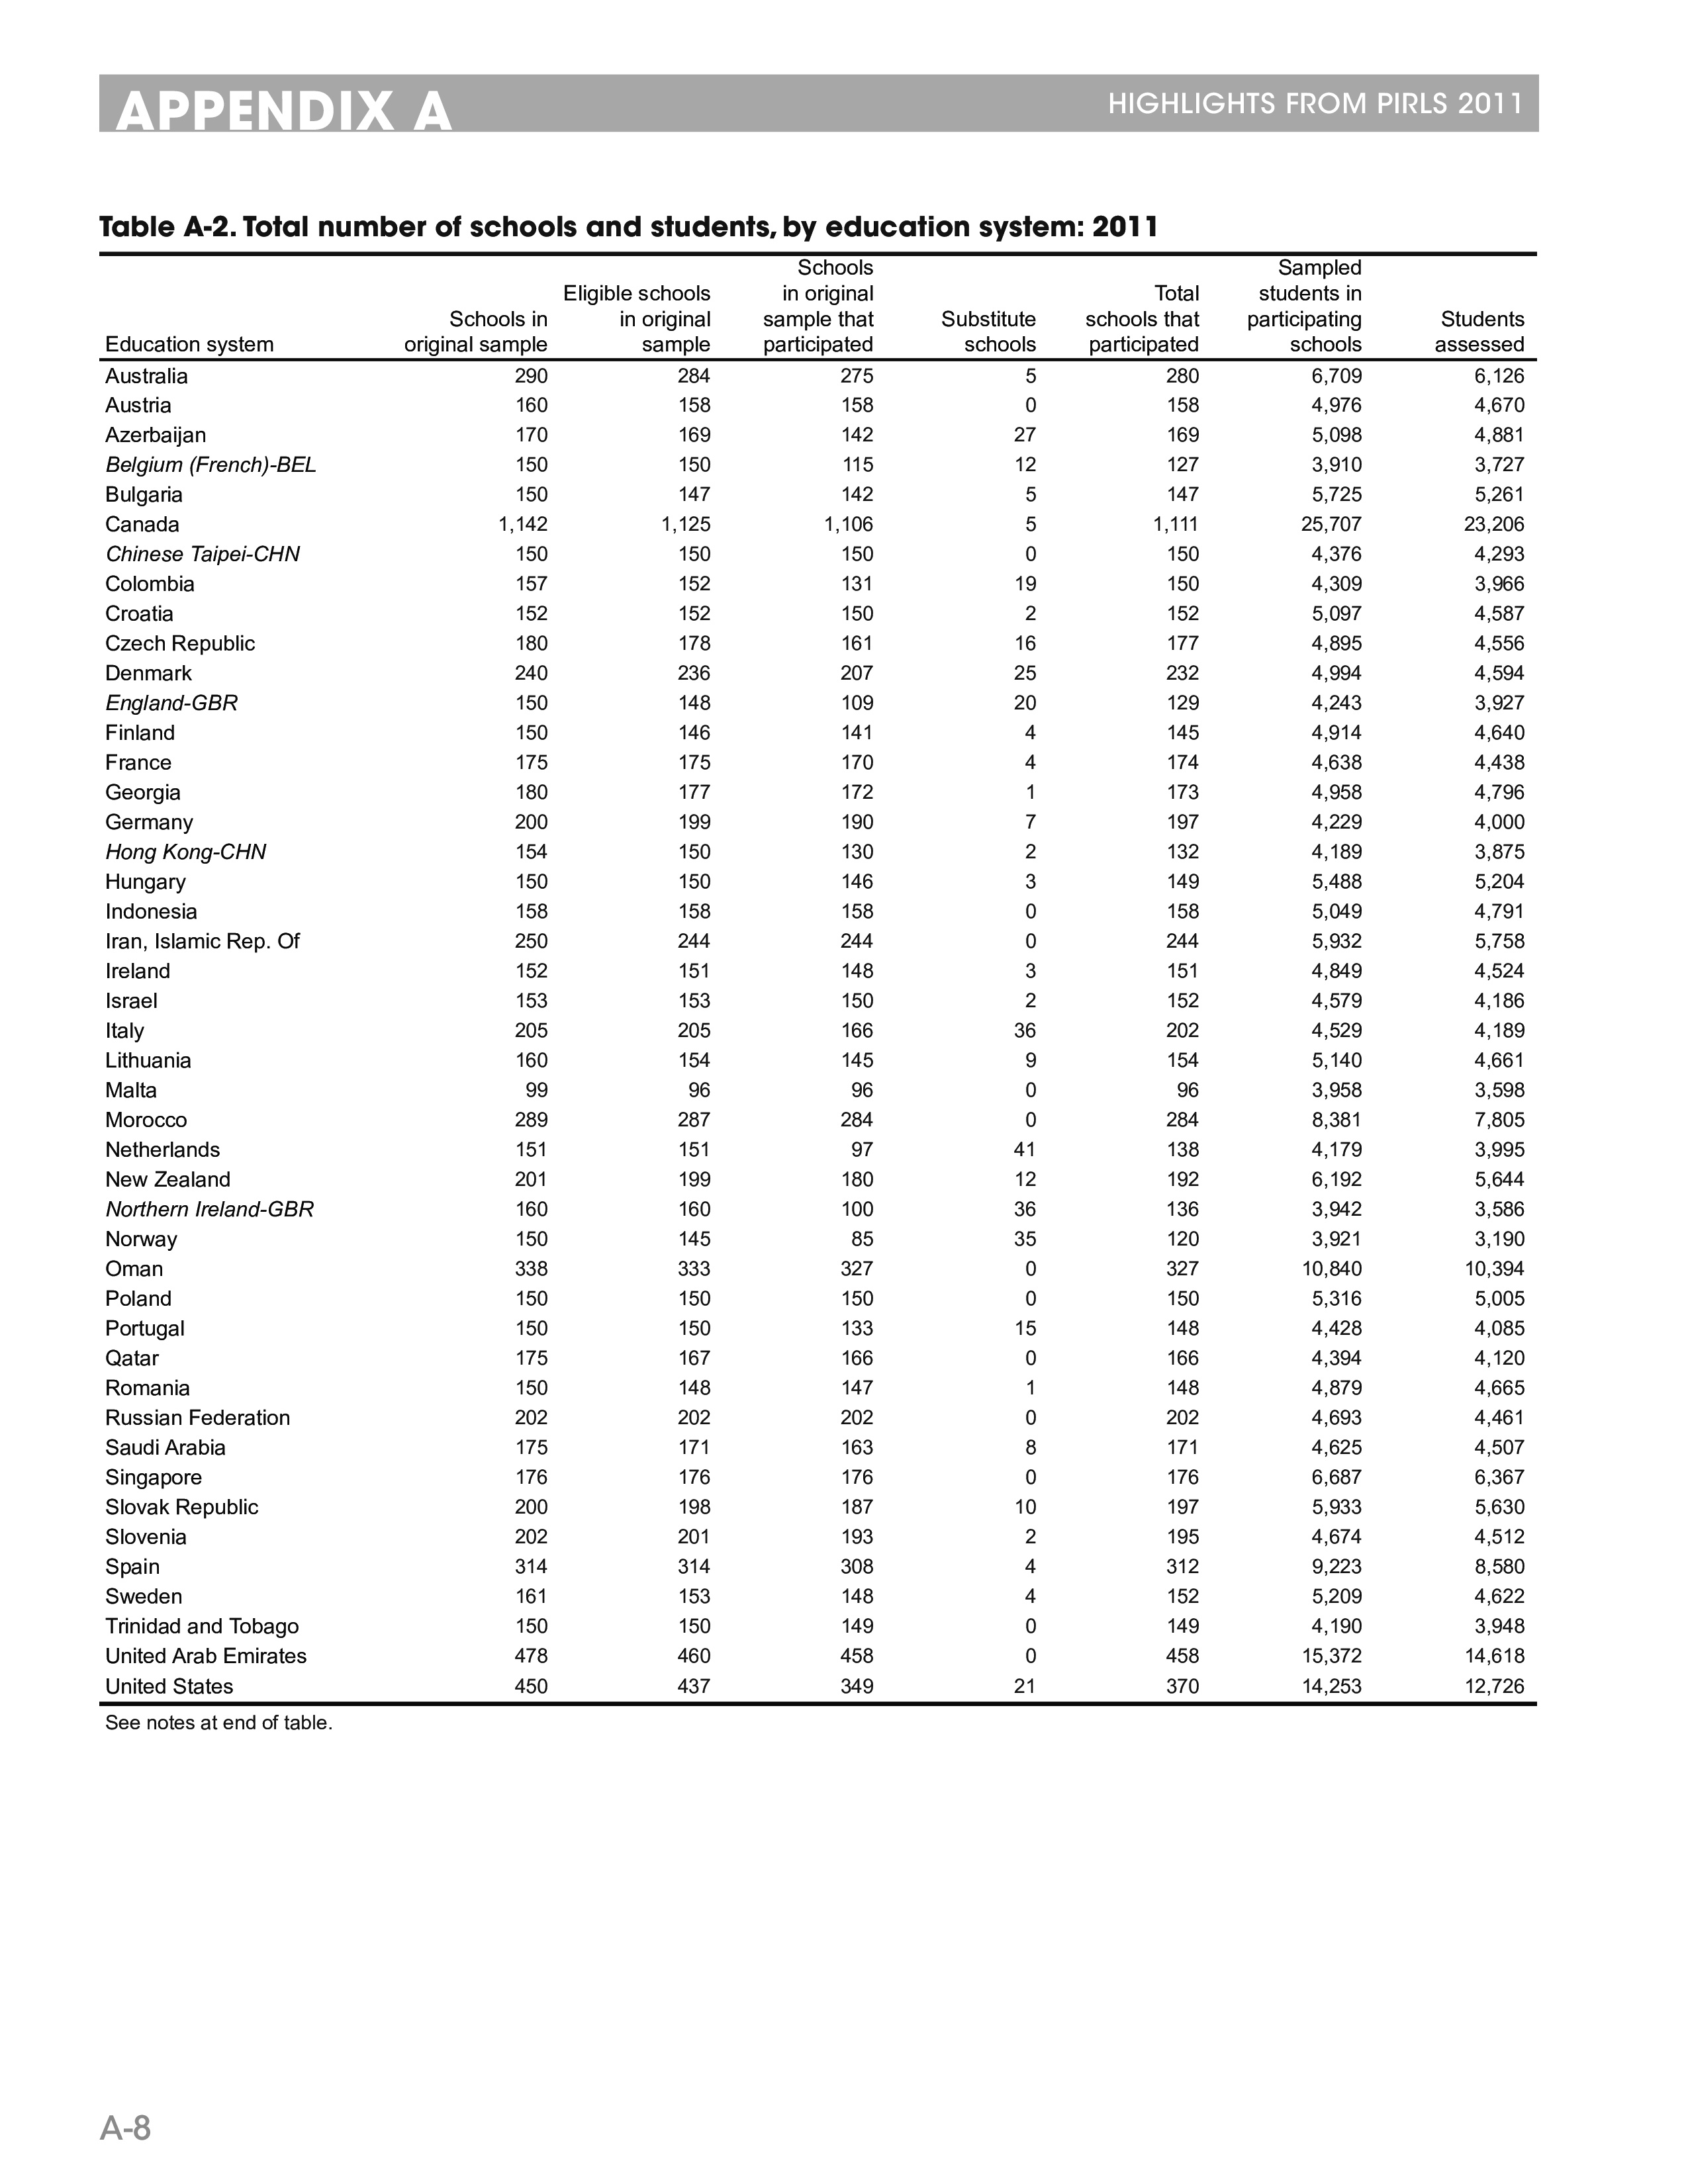 APPENDIX A
HIGHLIGHTS FROM PIRLS 2011
Table A-2. Total number of schools and students, by education system: 2011
Education system Schools in original sample Eligible schools in original sample Schools in original sample that participated Substitute schools Total schools that participated Sampled students in participating schools Students assessed
Australia 290 284 275 5 280 6,709 6,126
Austria 160 158 158 0 158 4,976 4,670
Azerbaijan 170 169 142 27 169 5,098 4,881
Belgium (French)-BEL 150 150 115 12 127 3,910 3,727
Bulgaria 150 147 142 5 147 5,725 5,261
Canada 1,142 1,125 1,106 5 1,111 25,707 23,206
Chinese Taipei-CHN 150 150 150 0 150 4,376 4,293
Colombia 157 152 131 19 150 4,309 3,966
Croatia 152 152 150 2 152 5,097 4,587
Czech Republic 180 178 161 16 177 4,895 4,556
Denmark 240 236 207 25 232 4,994 4,594
England-GBR 150 148 109 20 129 4,243 3,927
Finland 150 146 141 4 145 4,914 4,640
France 175 175 170 4 174 4,638 4,438
Georgia 180 177 172 1 173 4,958 4,796
Germany 200 199 190 7 197 4,229 4,000
Hong Kong-CHN 154 150 130 2 132 4,189 3,875
Hungary 150 150 146 3 149 5,488 5,204
Indonesia 158 158 158 0 158 5,049 4,791
Iran, Islamic Rep. Of 250 244 244 0 244 5,932 5,758
Ireland 152 151 148 3 151 4,849 4,524
Israel 153 153 150 2 152 4,579 4,186
Italy 205 205 166 36 202 4,529 4,189
Lithuania 160 154 145 9 154 5,140 4,661
Malta 99 96 96 0 96 3,958 3,598
Morocco 289 287 284 0 284 8,381 7,805
Netherlands 151 151 97 41 138 4,179 3,995
New Zealand 201 199 180 12 192 6,192 5,644
Northern Ireland-GBR 160 160 100 36 136 3,942 3,586
Norway 150 145 85 35 120 3,921 3,190
Oman 338 333 327 0 327 10,840 10,394
Poland 150 150 150 0 150 5,316 5,005
Portugal 150 150 133 15 148 4,428 4,085
Qatar 175 167 166 0 166 4,394 4,120
Romania 150 148 147 1 148 4,879 4,665
Russian Federation 202 202 202 0 202 4,693 4,461
Saudi Arabia 175 171 163 8 171 4,625 4,507
Singapore 176 176 176 0 176 6,687 6,367
Slovak Republic 200 198 187 10 197 5,933 5,630
Slovenia 202 201 193 2 195 4,674 4,512
Spain 314 314 308 4 312 9,223 8,580
Sweden 161 153 148 4 152 5,209 4,622
Trinidad and Tobago 150 150 149 0 149 4,190 3,948
United Arab Emirates 478 460 458 0 458 15,372 14,618
United States 450 437 349 21 370 14,253 12,726
See notes at end of table.
A-8